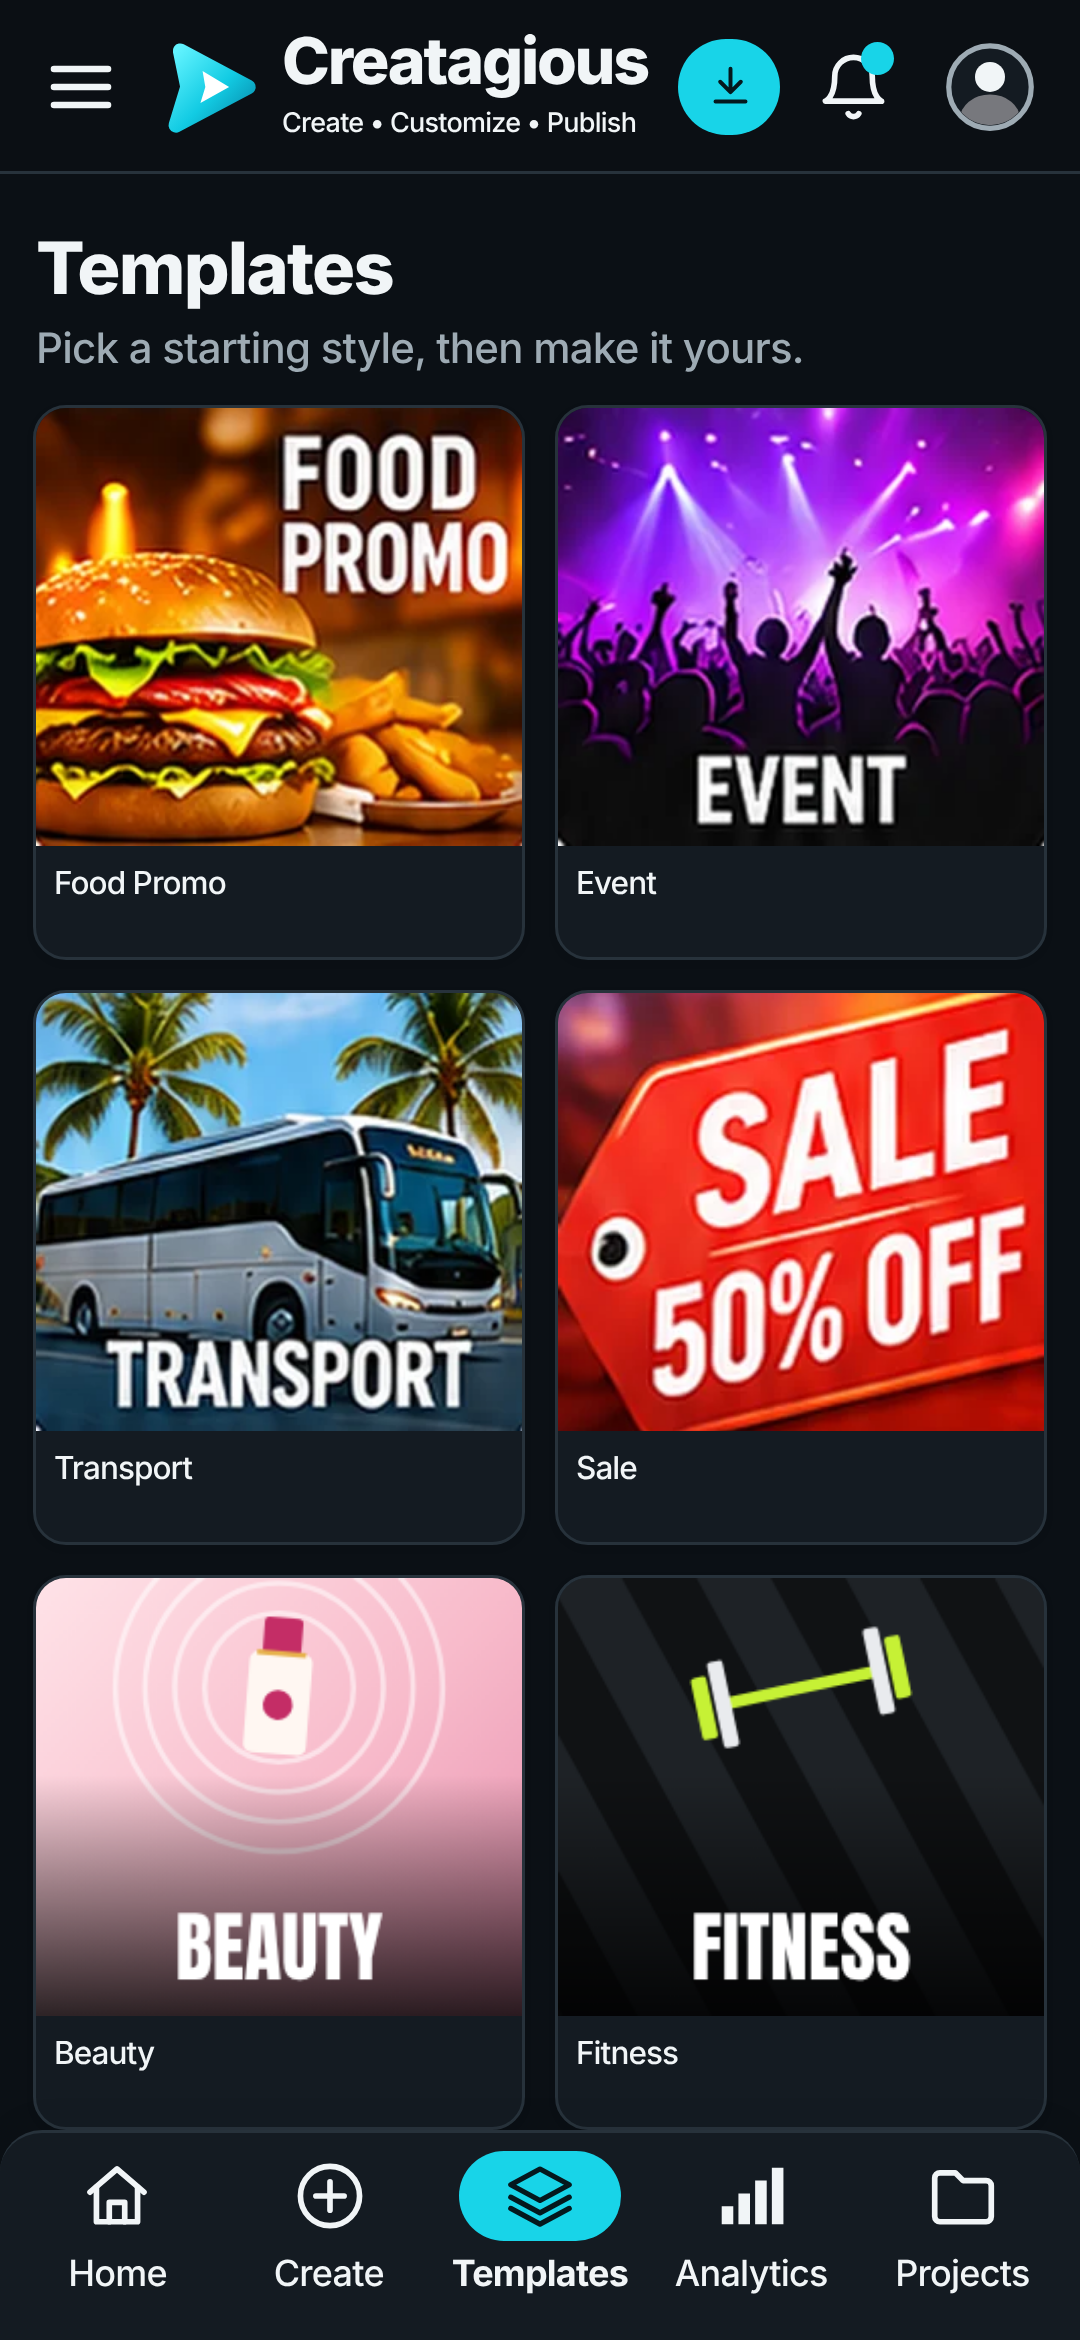 Creatagious
Create • Customize • Publish
Templates
Pick a starting style, then make it yours.
FOOD
PROMO
Food Promo
EVENT
Event
TRANSPORT
Transport
SALE
50% OFF
Sale
BEAUTY
Beauty
FITNESS
Fitness
Home
Create
Templates
Analytics
Projects